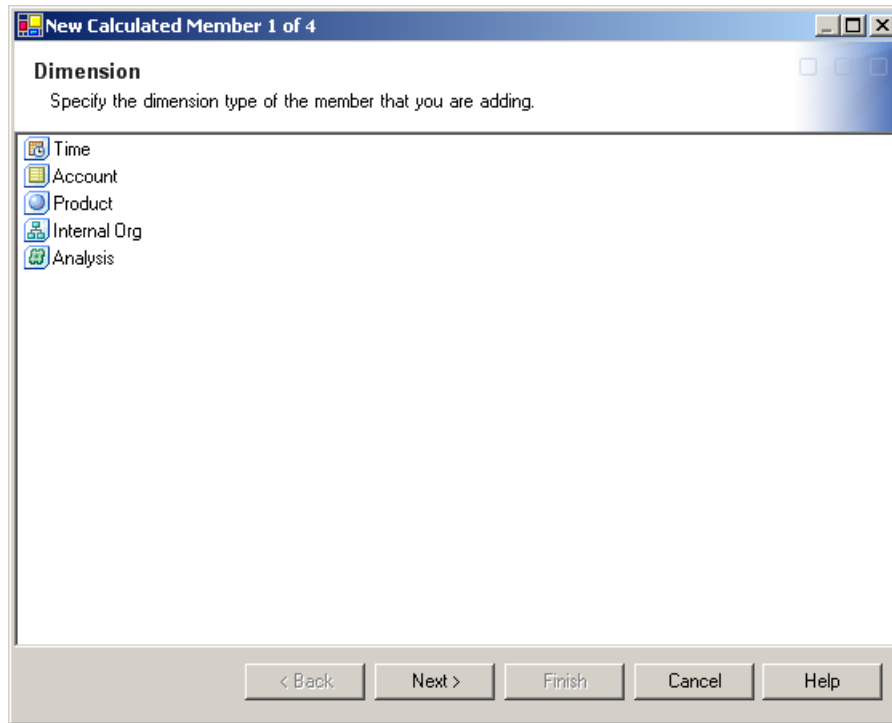 New Calculated Member 1 of 4
Dimension
Specify the dimension type of the member that you are adding.
Time
Account
Product
Internal Org
Analysis
< Back Next > Finish Cancel Help